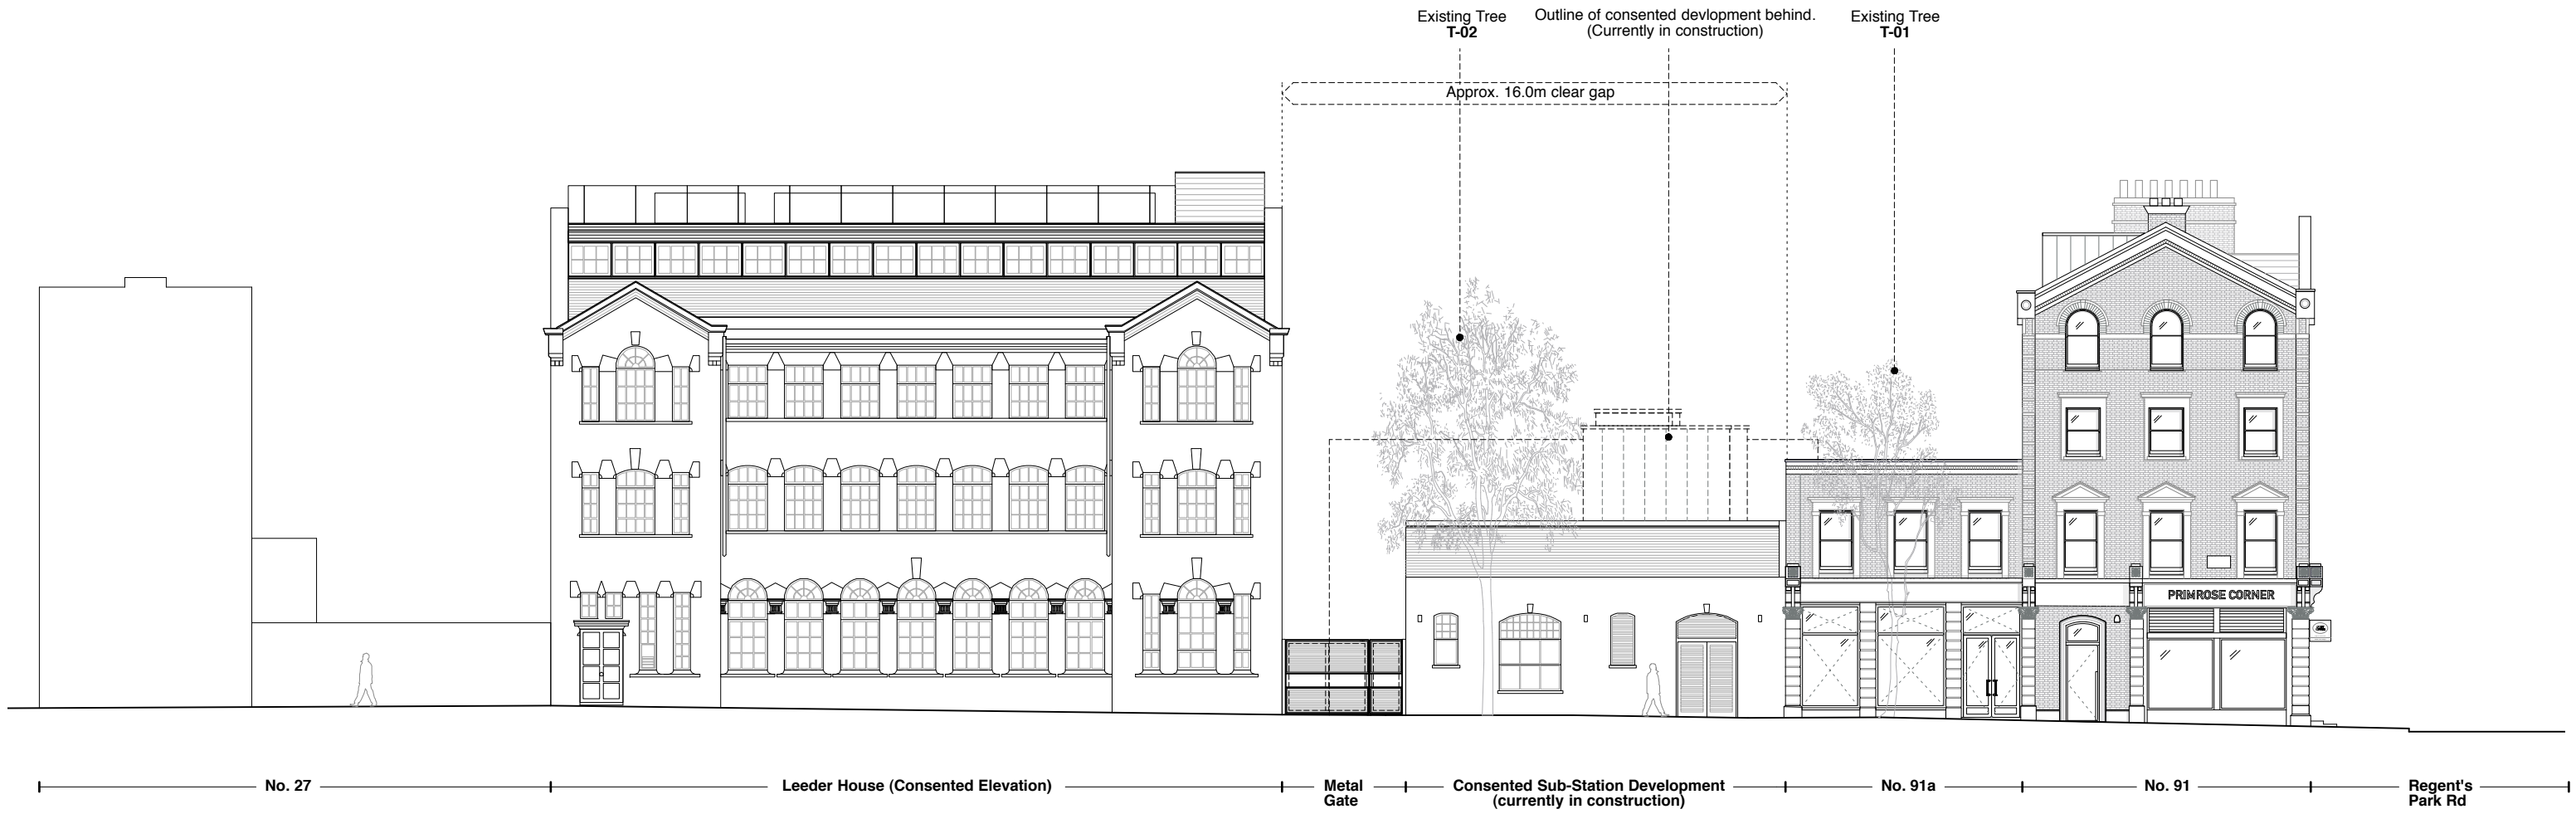 Existing Tree
T-02
Outline of consented devlopment behind.
(Currently in construction)
Existing Tree
T-01
Approx. 16.0m clear gap
PRIMROSE CORNER
No. 27
Leeder House (Consented Elevation)
Metal
Gate
Consented Sub-Station Development
(currently in construction)
No. 91a
No. 91
Regent's
Park Rd